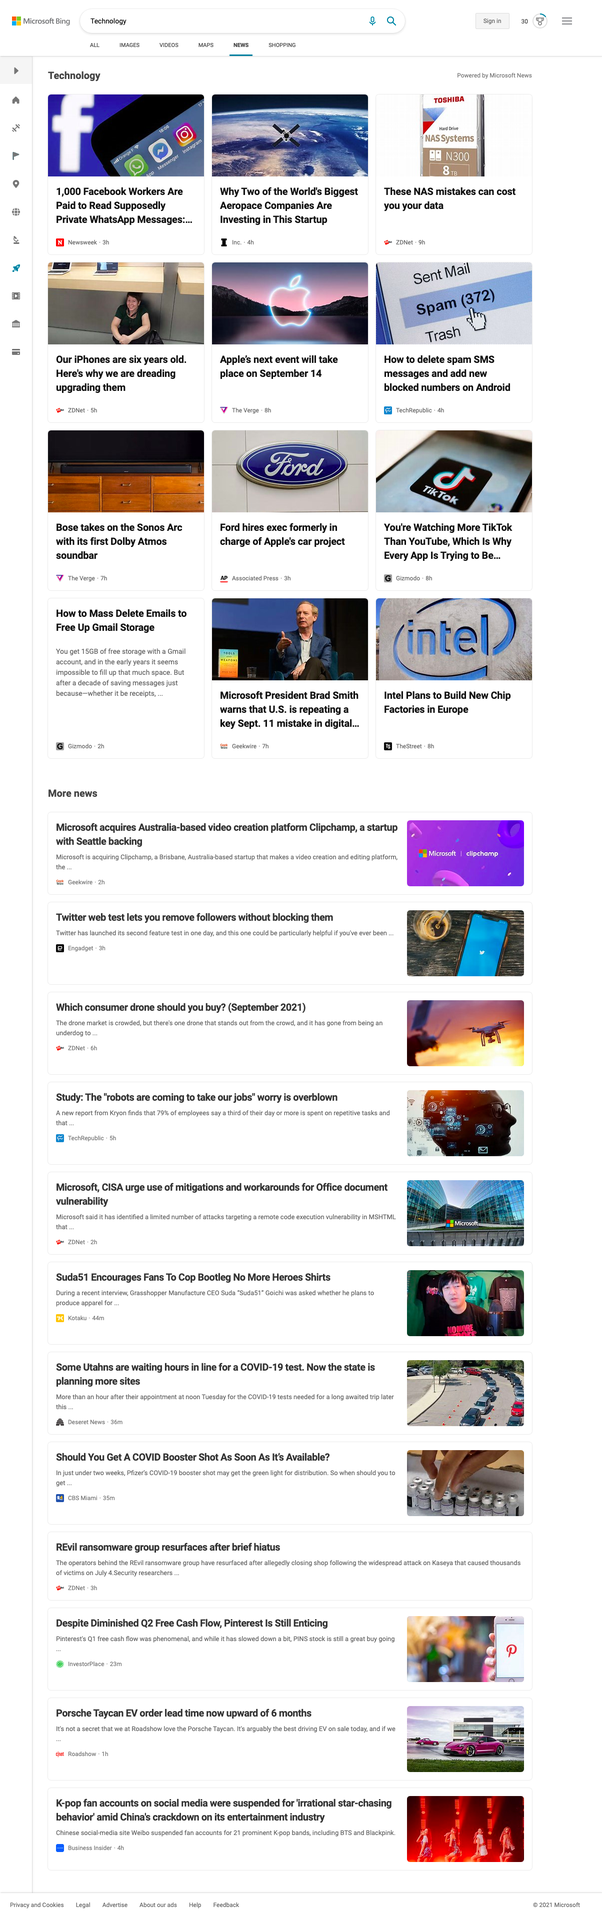 Microsoft Bing
Technology
Sign in
30
ALL
IMAGES
VIDEOS
MAPS
NEWS
SHOPPING
Technology
Powered by Microsoft News
WhatsApp
Messenger
Instagram
TOSHIBA
Hard Drive
NAS Systems
N300
8 TB
1,000 Facebook Workers Are
Paid to Read Supposedly
Private WhatsApp Messages:...
Newsweek · 3h
Why Two of the World's Biggest
Aeropace Companies Are
Investing in This Startup
Inc. · 4h
These NAS mistakes can cost
you your data
ZDNet · 9h
Sent Mail
Spam (372)
Trash
Our iPhones are six years old.
Here's why we are dreading
upgrading them
ZDNet · 5h
Apple's next event will take
place on September 14
The Verge · 8h
How to delete spam SMS
messages and add new
blocked numbers on Android
TechRepublic · 4h
Ford
TikTok
Bose takes on the Sonos Arc
with its first Dolby Atmos
soundbar
The Verge · 7h
Ford hires exec formerly in
charge of Apple's car project
AP
Associated Press · 3h
You're Watching More TikTok
Than YouTube, Which Is Why
Every App Is Trying to Be...
Gizmodo · 8h
How to Mass Delete Emails to
Free Up Gmail Storage
You get 15GB of free storage with a Gmail
account, and in the early years it seems
impossible to fill up that much space. But
after a decade of saving messages just
because—whether it be receipts, ...
Gizmodo · 2h
Microsoft President Brad Smith
warns that U.S. is repeating a
key Sept. 11 mistake in digital...
Geekwire · 7h
intel
Intel Plans to Build New Chip
Factories in Europe
TheStreet · 8h
More news
Microsoft acquires Australia-based video creation platform Clipchamp, a startup
with Seattle backing
Microsoft is acquiring Clipchamp, a Brisbane, Australia-based startup that makes a video creation and editing platform,
the ...
Geekwire · 2h
Microsoft | clipchamp
Twitter web test lets you remove followers without blocking them
Twitter has launched its second feature test in one day, and this one could be particularly helpful if you've ever been ...
Engadget · 3h
Which consumer drone should you buy? (September 2021)
The drone market is crowded, but there's one drone that stands out from the crowd, and it has gone from being an
underdog to ...
ZDNet · 6h
Study: The "robots are coming to take our jobs" worry is overblown
A new report from Kryon finds that 79% of employees say a third of their day or more is spent on repetitive tasks and
that ...
TechRepublic · 5h
Microsoft, CISA urge use of mitigations and workarounds for Office document
vulnerability
Microsoft said it has identified a limited number of attacks targeting a remote code execution vulnerability in MSHTML
that ...
ZDNet · 2h
Microsoft
Suda51 Encourages Fans To Cop Bootleg No More Heroes Shirts
During a recent interview, Grasshopper Manufacture CEO Suda "Suda51" Goichi was asked whether he plans to
produce apparel for ...
Kotaku · 44m
Some Utahns are waiting hours in line for a COVID-19 test. Now the state is
planning more sites
More than an hour after their appointment at noon Tuesday for the COVID-19 tests needed for a long awaited trip later
this ...
Deseret News · 36m
Should You Get A COVID Booster Shot As Soon As It's Available?
In just under two weeks, Pfizer's COVID-19 booster shot may get the green light for distribution. So when should you to
get ...
CBS Miami · 35m
REvil ransomware group resurfaces after brief hiatus
The operators behind the REvil ransomware group have resurfaced after allegedly closing shop following the widespread attack on Kaseya that caused thousands
of victims on July 4.Security researchers ...
ZDNet · 3h
Despite Diminished Q2 Free Cash Flow, Pinterest Is Still Enticing
Pinterest's Q1 free cash flow was phenomenal, and while it has slowed down a bit, PINS stock is still a great buy going
...
InvestorPlace · 23m
Porsche Taycan EV order lead time now upward of 6 months
It's not a secret that we at Roadshow love the Porsche Taycan. It's arguably the best driving EV on sale today, and if we
...
Roadshow · 1h
K-pop fan accounts on social media were suspended for 'irrational star-chasing
behavior' amid China's crackdown on its entertainment industry
Chinese social-media site Weibo suspended fan accounts for 21 prominent K-pop bands, including BTS and Blackpink.
Business Insider · 4h
Privacy and Cookies
Legal
Advertise
About our ads
Help
Feedback
© 2021 Microsoft